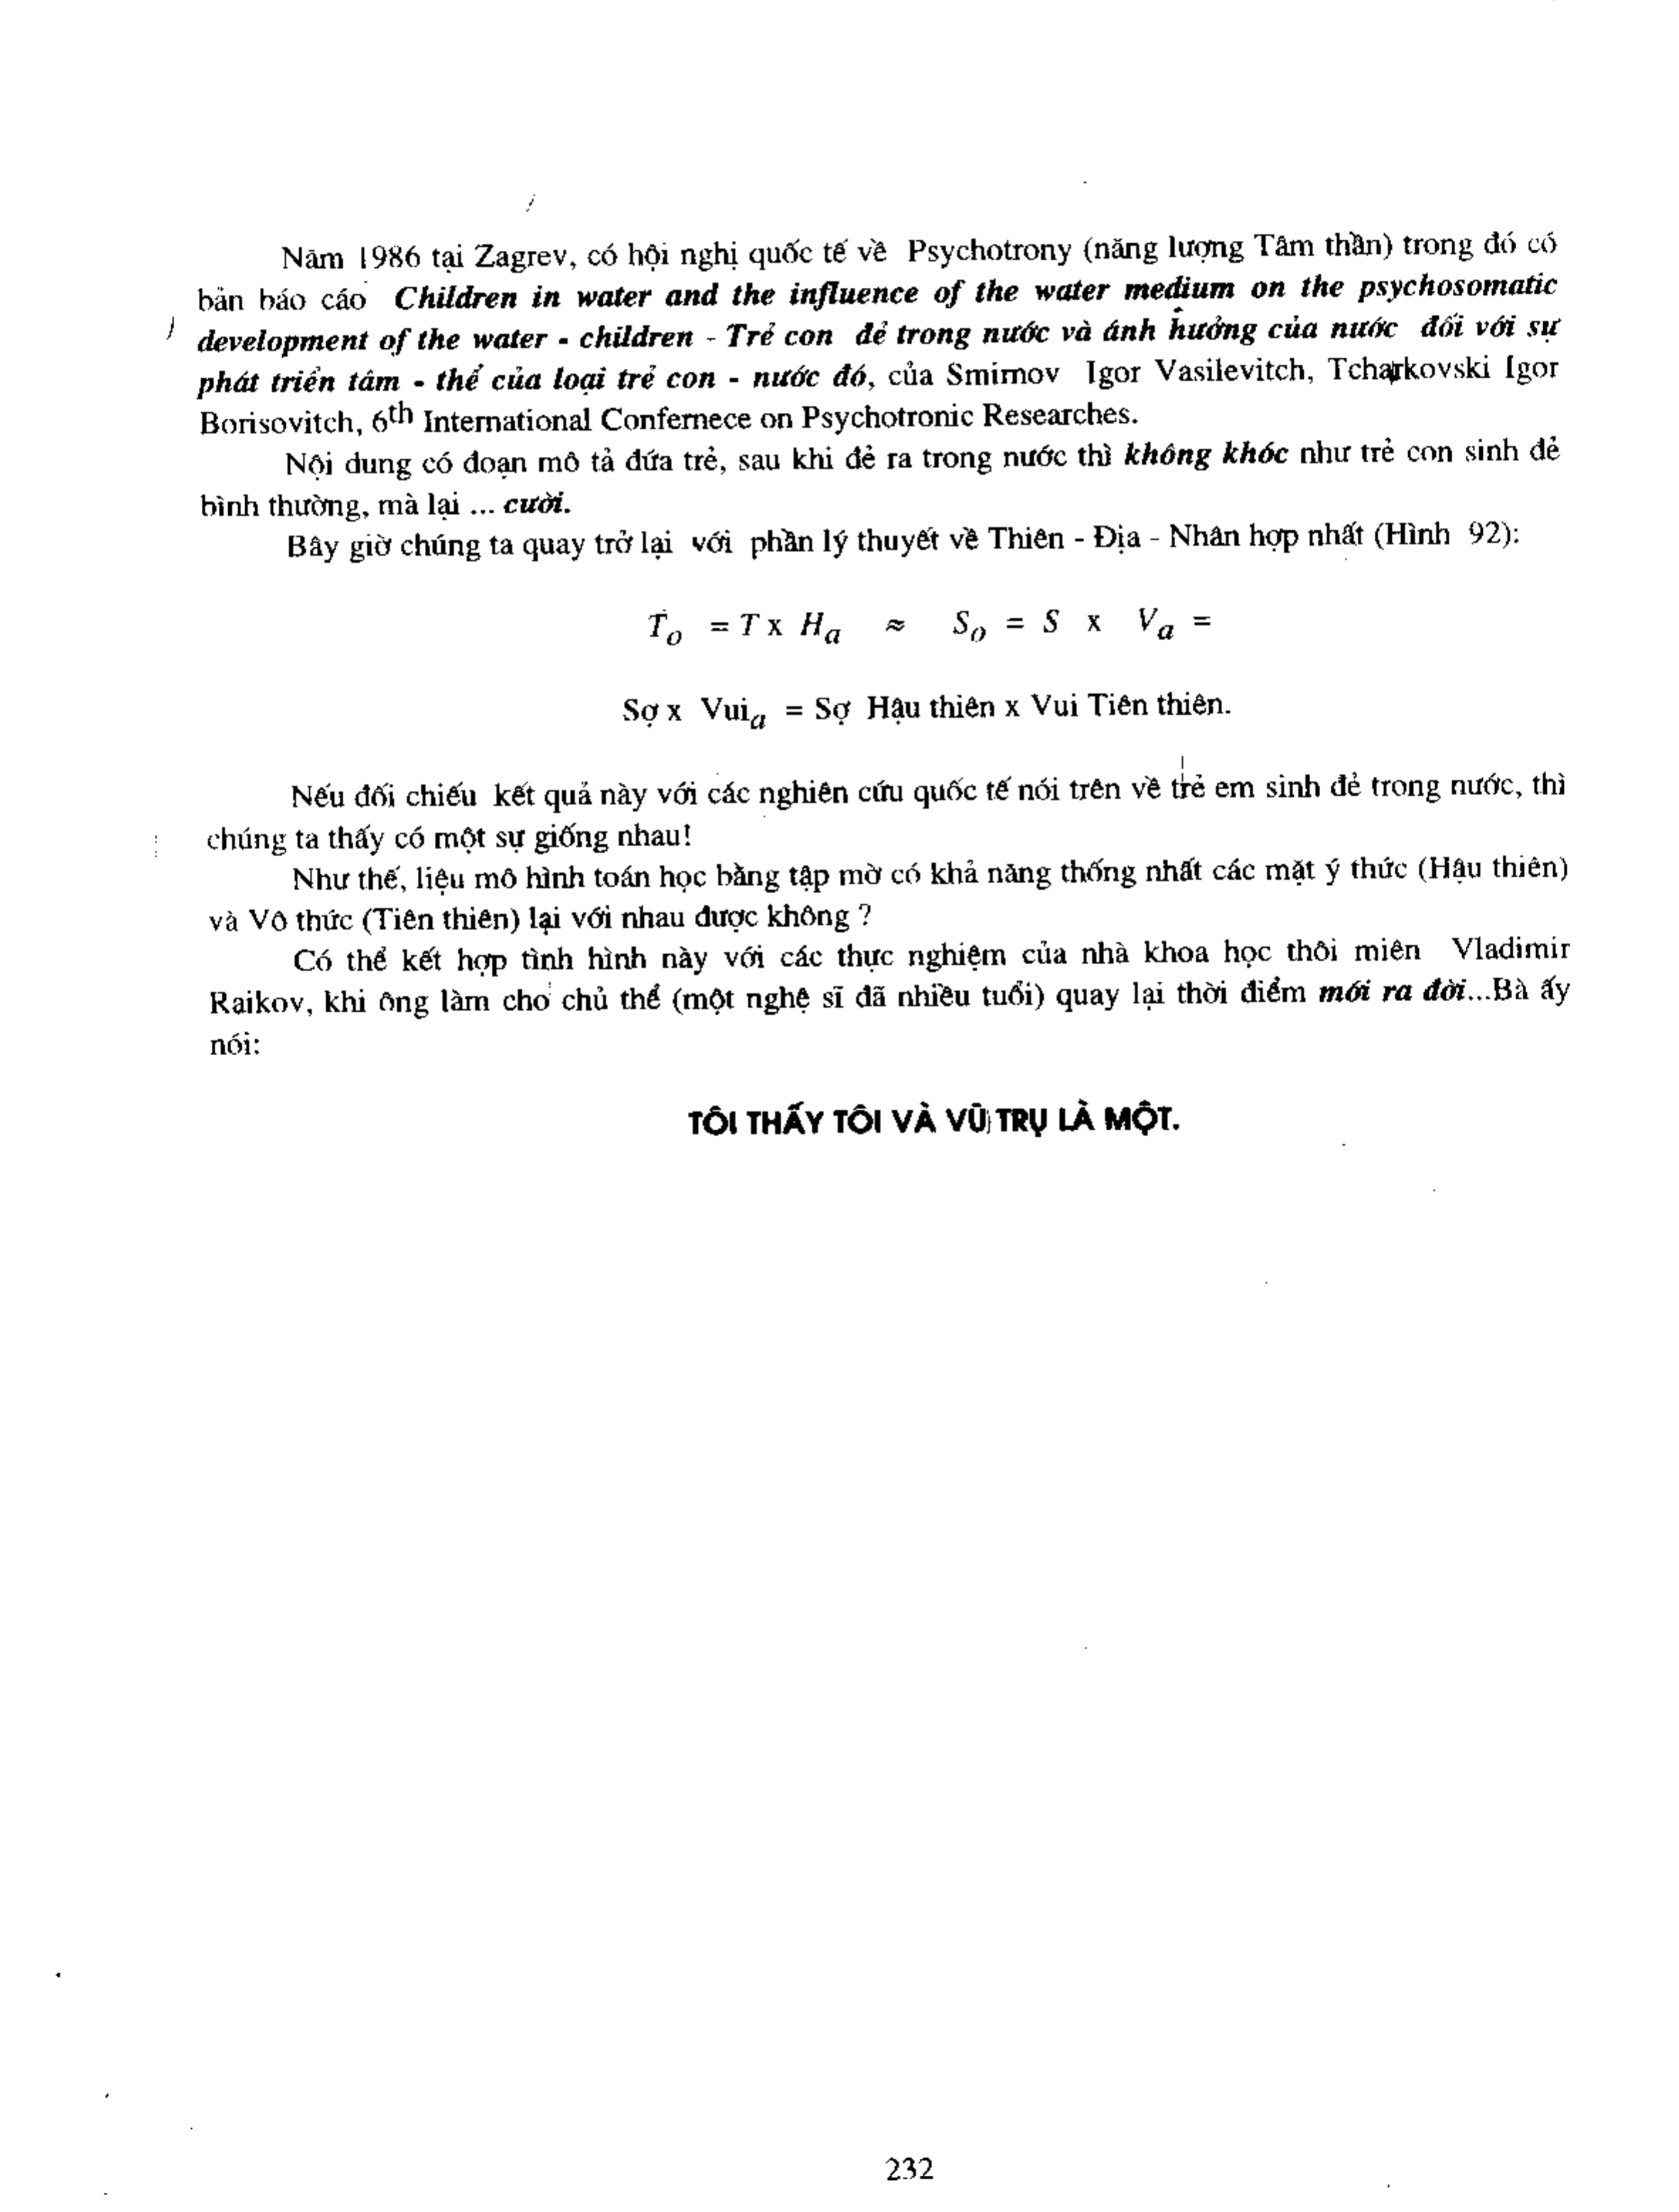 Năm 1986 tại Zagrev, có hội nghị quốc tế về Psychotrony (năng lượng Tâm thần) trong đó có
bản báo cáo Children in water and the influence of the water medium on the psychosomatic
development of the water - children - Trẻ con đẻ trong nước và ảnh hưởng của nước đối với sự
phát triển tâm - thể của loại trẻ con - nước đó, của Smirnov Igor Vasilevitch, Tcharkovski Igor
Borisovitch, 6th International Confernece on Psychotronic Researches.
Nội dung có đoạn mô tả đứa trẻ, sau khi đẻ ra trong nước thì không khóc như trẻ con sinh đẻ
bình thường, mà lại ... cười.
Bây giờ chúng ta quay trở lại với phần lý thuyết về Thiên - Địa - Nhân hợp nhất (Hình 92):
To = T x Ha ≈ So = S x Va =
Sợ x Vuia = Sợ Hậu thiên x Vui Tiên thiên.
Nếu đối chiếu kết quả này với các nghiên cứu quốc tế nói trên về trẻ em sinh đẻ trong nước, thì
chúng ta thấy có một sự giống nhau!
Như thế, liệu mô hình toán học bằng tập mờ có khả năng thống nhất các mặt ý thức (Hậu thiên)
và Vô thức (Tiên thiên) lại với nhau được không ?
Có thể kết hợp tình hình này với các thực nghiệm của nhà khoa học thôi miên Vladimir
Raikov, khi ông làm cho chủ thể (một nghệ sĩ đã nhiều tuổi) quay lại thời điểm mới ra đời...Bà ấy
nói:
TÔI THẤY TÔI VÀ VŨ TRỤ LÀ MỘT.
232